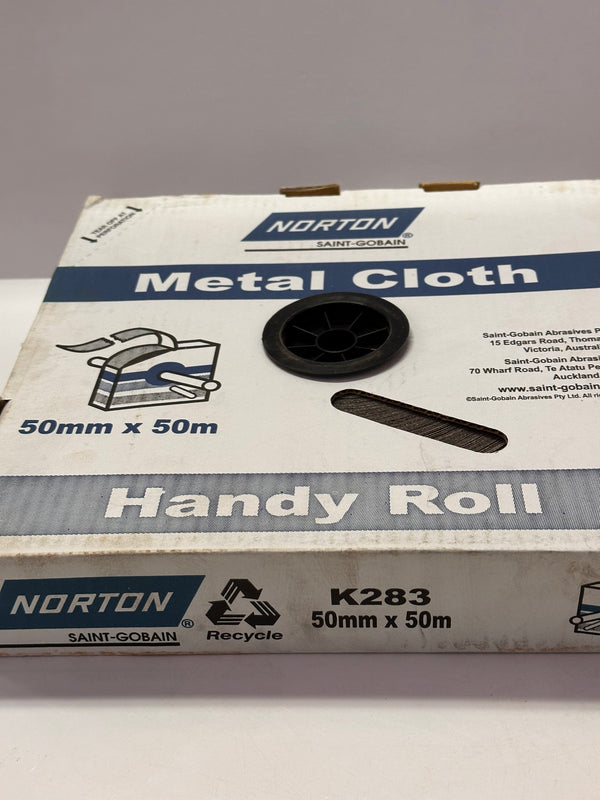 TEAR OFF AT
PERFORATION
NORTON®
SAINT-GOBAIN
Metal Cloth
Saint-Gobain Abrasives P
15 Edgars Road, Thoma
Victoria, Austral
Saint-Gobain Abrasi
70 Wharf Road, Te Atatu Pe
Auckland
www.saint-gobain
©Saint-Gobain Abrasives Pty Ltd. All ri
50mm x 50m
Handy Roll
NORTON®
SAINT-GOBAIN
Recycle
K283
50mm x 50m